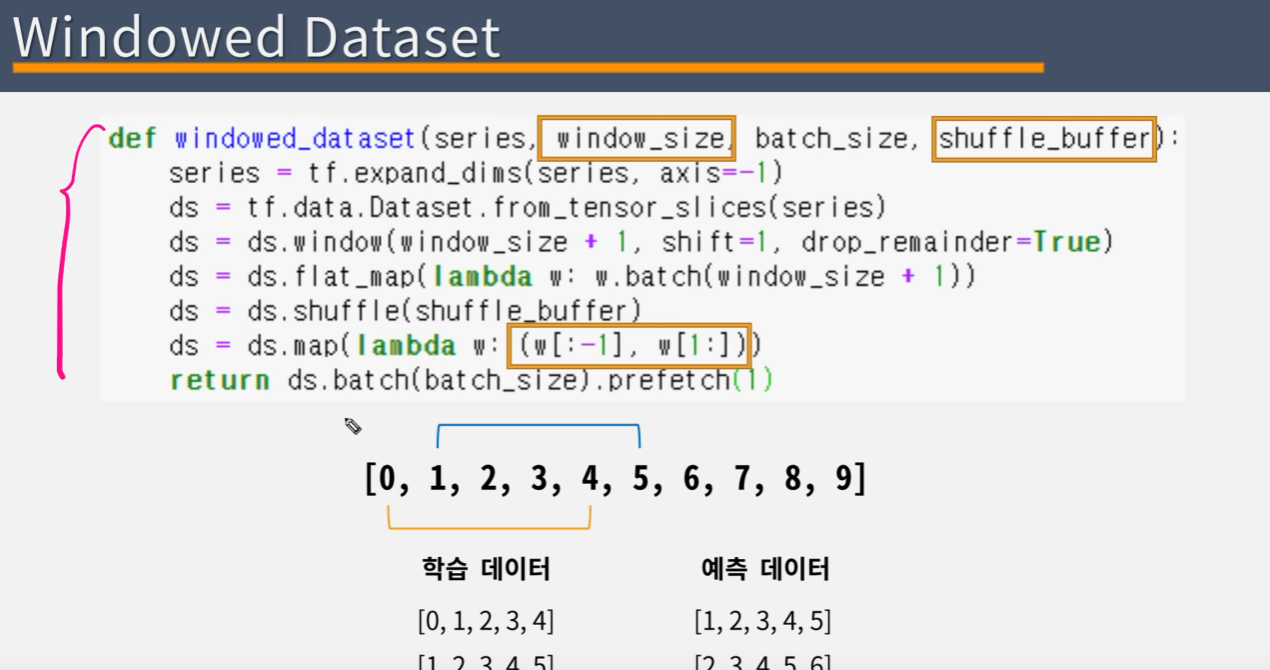 Windowed Dataset
def windowed_dataset(series, window_size, batch_size, shuffle_buffer):
series = tf.expand_dims(series, axis=-1)
ds = tf.data.Dataset.from_tensor_slices(series)
ds = ds.window(window_size + 1, shift=1, drop_remainder=True)
ds = ds.flat_map(lambda w: w.batch(window_size + 1))
ds = ds.shuffle(shuffle_buffer)
ds = ds.map(lambda w: (w[:-1], w[1:]))
return ds.batch(batch_size).prefetch(1)
[0, 1, 2, 3, 4, 5, 6, 7, 8, 9]
학습 데이터 예측 데이터
[0, 1, 2, 3, 4] [1, 2, 3, 4, 5]
[1, 2, 3, 4, 5] [2, 3, 4, 5, 6]